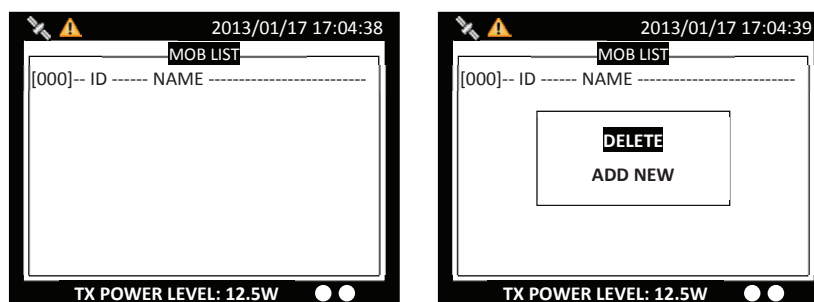 2013/01/17 17:04:38
MOB LIST
[000]-- ID ------ NAME --------------------------
TX POWER LEVEL: 12.5W
2013/01/17 17:04:39
MOB LIST
[000]-- ID ------ NAME --------------------------
DELETE
ADD NEW
TX POWER LEVEL: 12.5W